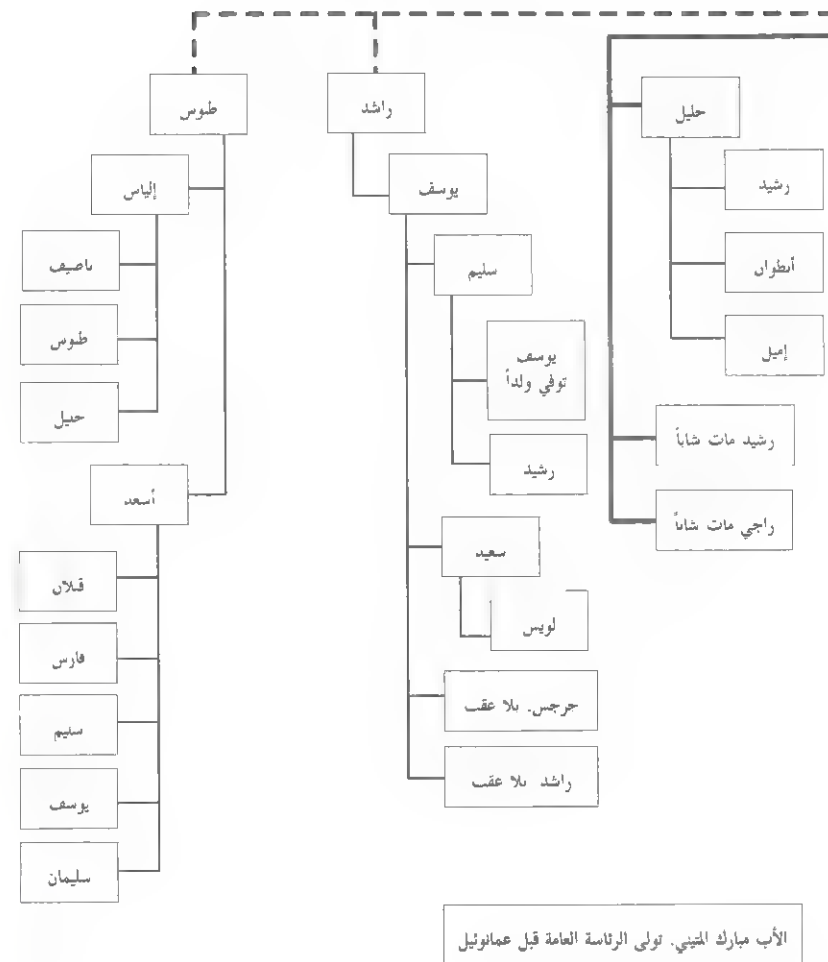 طنوس
إلياس
ناصيف
طنوس
خليل
أسعد
قبلان
فارس
سليم
يوسف
سليمان
راشد
يوسف
سليم
يوسف
توفي ولداً
رشيد
سعيد
لويس
جرجس. بلا عقب
راشد بلا عقب
خليل
رشيد
أنطوان
إميل
رشيد مات شاباً
راجي مات شاباً
الأب مبارك المتيني. تولى الرئاسة العامة قبل عمانوئيل